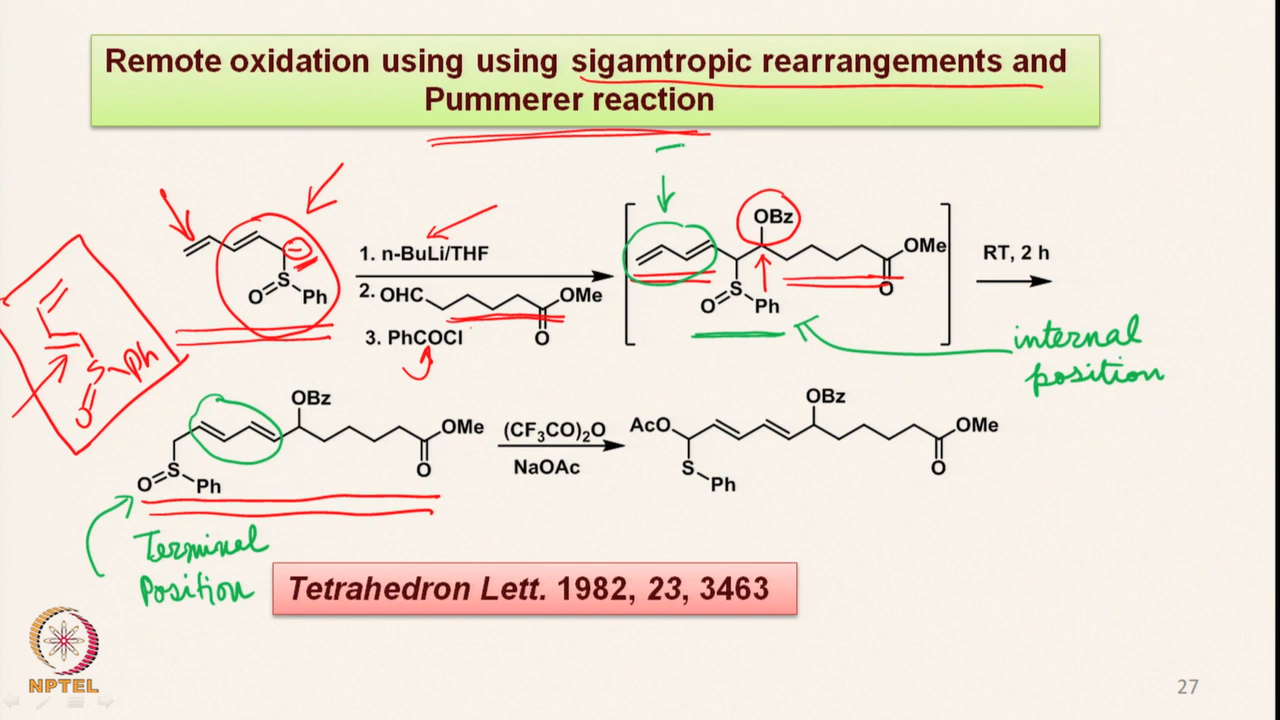 Remote oxidation using using sigamtropic rearrangements and
Pummerer reaction
O S Ph
S Ph
O
1. n-BuLi/THF
2. OHC OMe
O
3. PhCOCl
OBz
OMe
O
O S Ph
RT, 2 h
internal
position
OBz
OMe
O
O S Ph
(CF3CO)2O
NaOAc
AcO
OBz
OMe
O
S
Ph
Terminal
Position
Tetrahedron Lett. 1982, 23, 3463
NPTEL
27